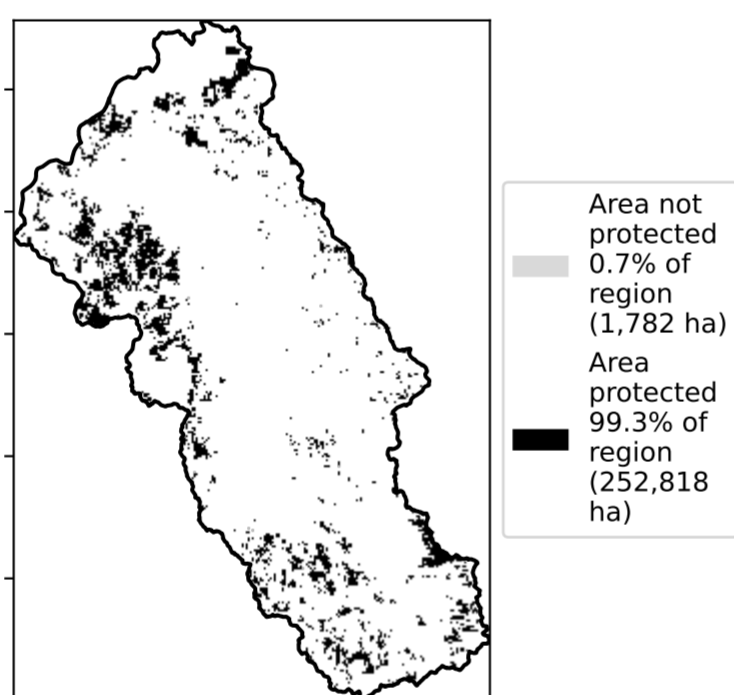 Area not
protected
0.7% of
region
(1,782 ha)
Area
protected
99.3% of
region
(252,818
ha)